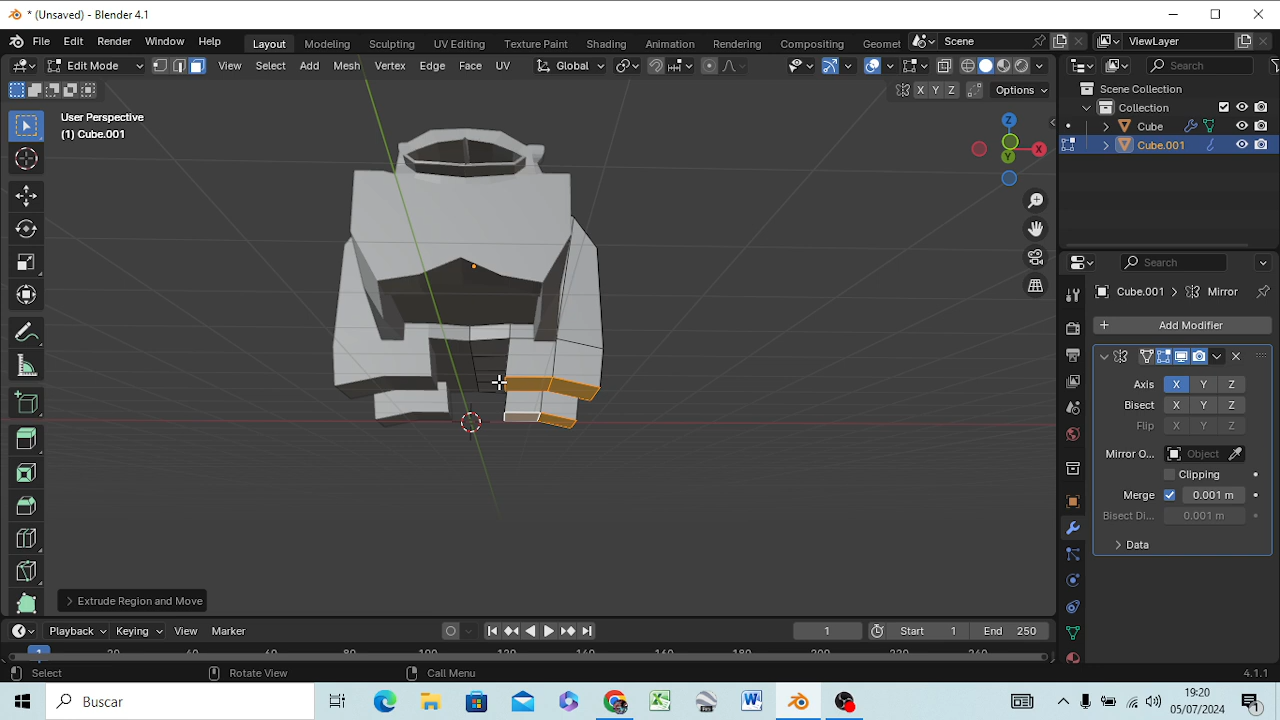 * (Unsaved) - Blender 4.1
File Edit Render Window Help Layout Modeling Sculpting UV Editing Texture Paint Shading Animation Rendering Compositing Geomet Scene ViewLayer
Edit Mode View Select Add Mesh Vertex Edge Face UV Global Search
X Y Z Options
User Perspective
(1) Cube.001
Z
X
Y
Scene Collection
Collection
Cube
Cube.001
Search
Cube.001 > Mirror
+ Add Modifier
Axis X Y Z
Bisect X Y Z
Flip X Y Z
Mirror O... Object
Clipping
Merge 0.001 m
Bisect Di... 0.001 m
> Data
> Extrude Region and Move
Playback Keying View Marker 1 Start 1 End 250
1 20
Select Rotate View Call Menu 4.1.1
Buscar
19:20
05/07/2024
1